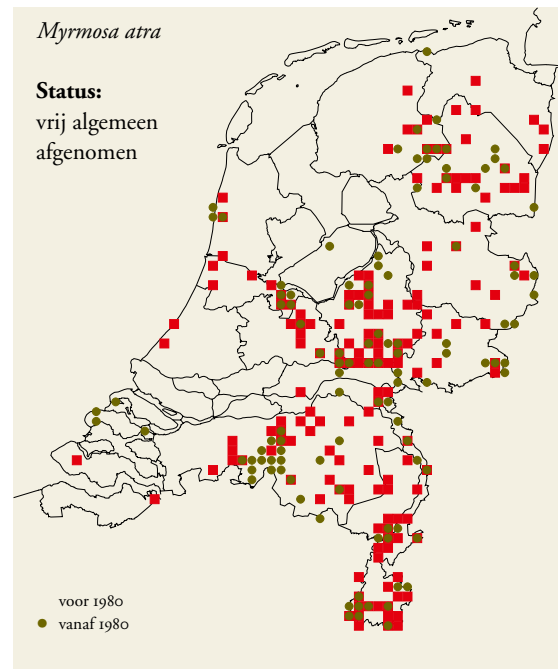 Myrmosa atra
Status:
vrij algemeen
afgenomen
voor 1980
vanaf 1980